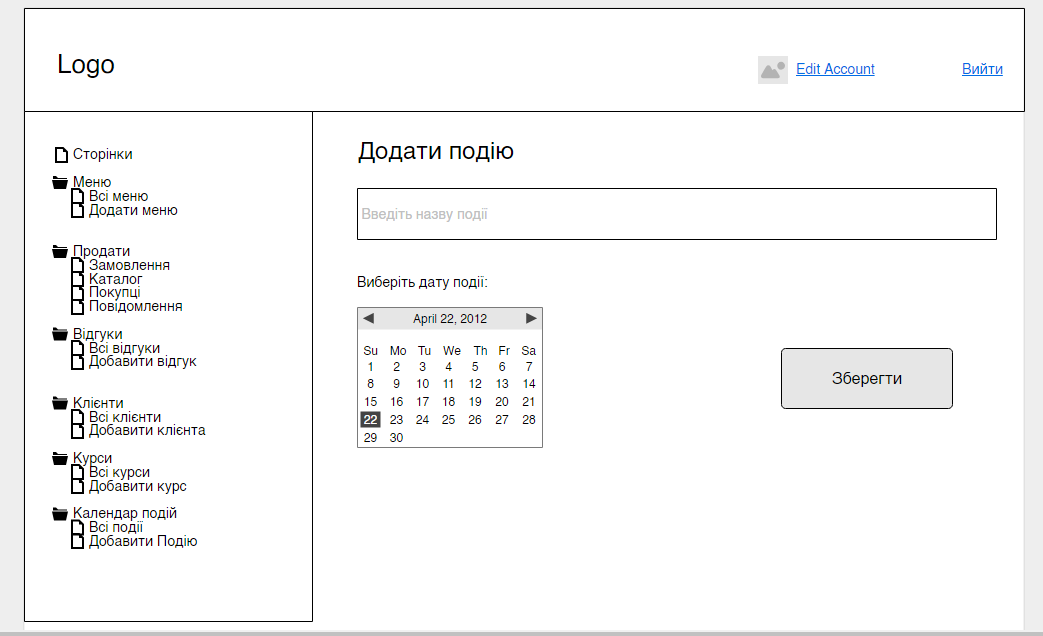 Logo
Edit Account
Вийти
Сторінки
Меню
Всі меню
Додати меню
Продати
Замовлення
Каталог
Покупці
Повідомлення
Відгуки
Всі відгуки
Добавити відгук
Клієнти
Всі клієнти
Добавити клієнта
Курси
Всі курси
Добавити курс
Календар подій
Всі події
Добавити Подію
Додати подію
Введіть назву події
Виберіть дату події:
April 22, 2012
Su Mo Tu We Th Fr Sa
1 2 3 4 5 6 7
8 9 10 11 12 13 14
15 16 17 18 19 20 21
22 23 24 25 26 27 28
29 30
Зберегти